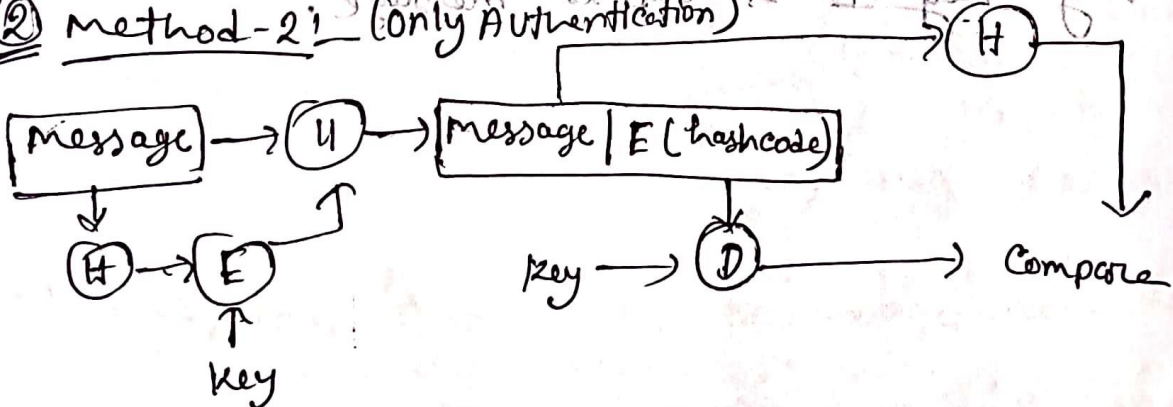 ② Method-2:- (only Authentication)
H
Message
U
Message | E (hashcode)
H
E
Key
D
Compare
Key